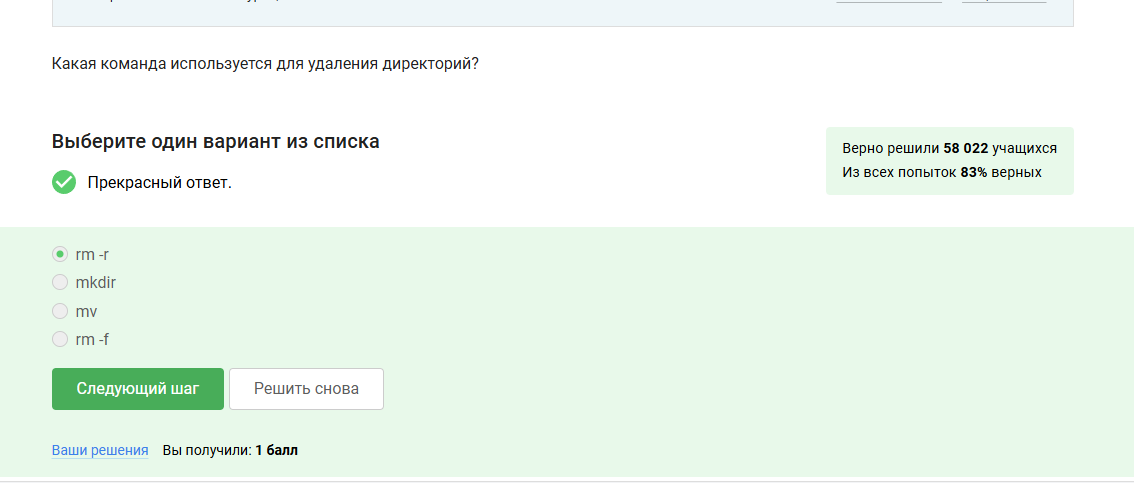 Какая команда используется для удаления директорий?
Выберите один вариант из списка
Верно решили 58 022 учащихся
Из всех попыток 83% верных
Прекрасный ответ.
rm -r
mkdir
mv
rm -f
Следующий шаг Решить снова
Ваши решения Вы получили: 1 балл